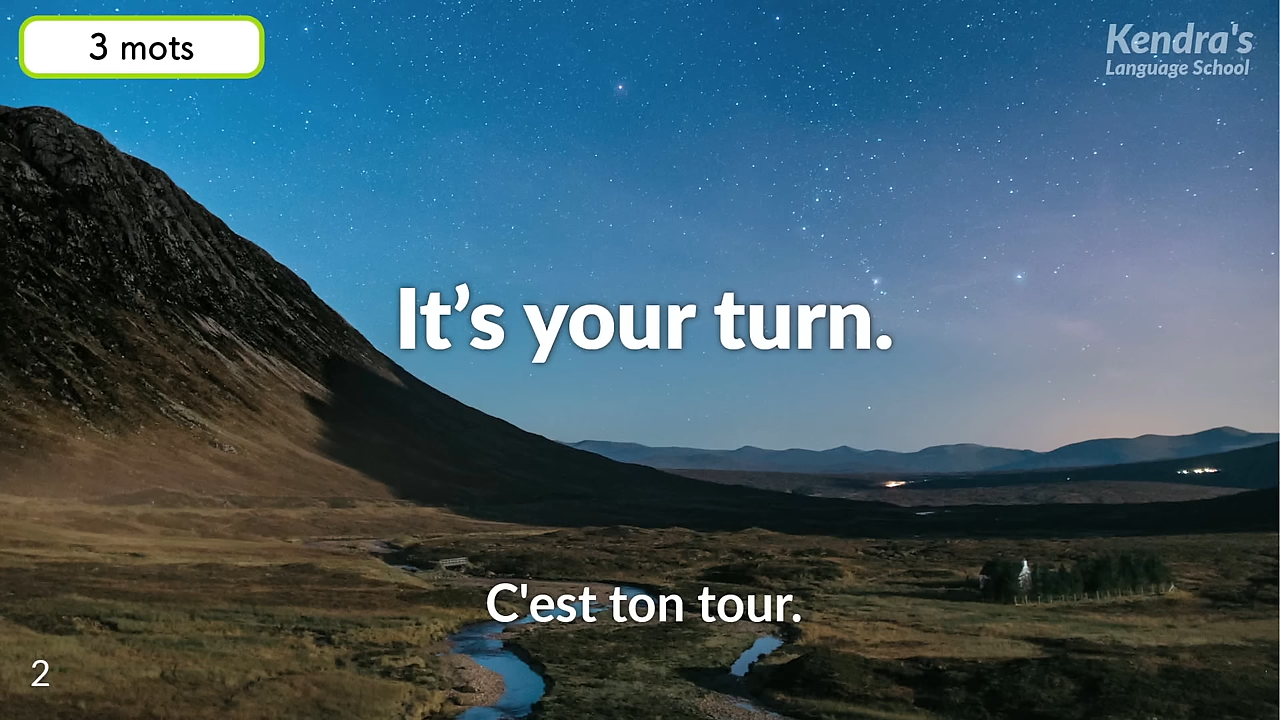 3 mots
Kendra's
Language School
It’s your turn.
C'est ton tour.
2